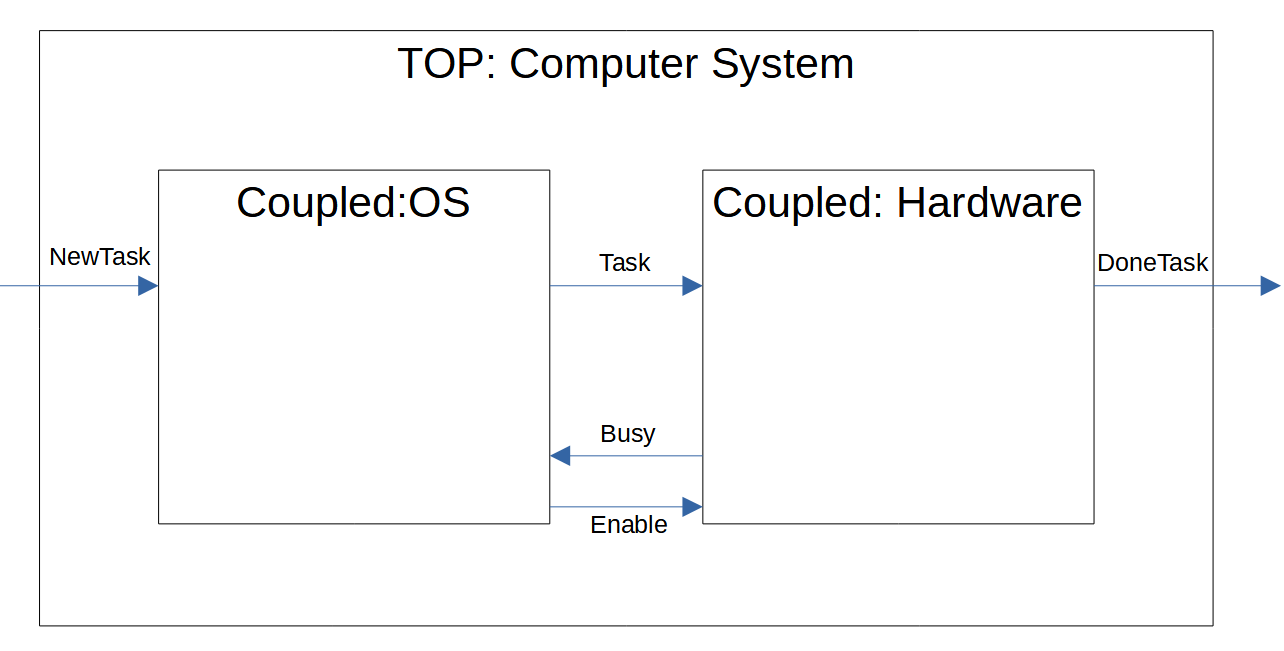 TOP: Computer System
Coupled:OS
Coupled: Hardware
NewTask
Task
DoneTask
Busy
Enable